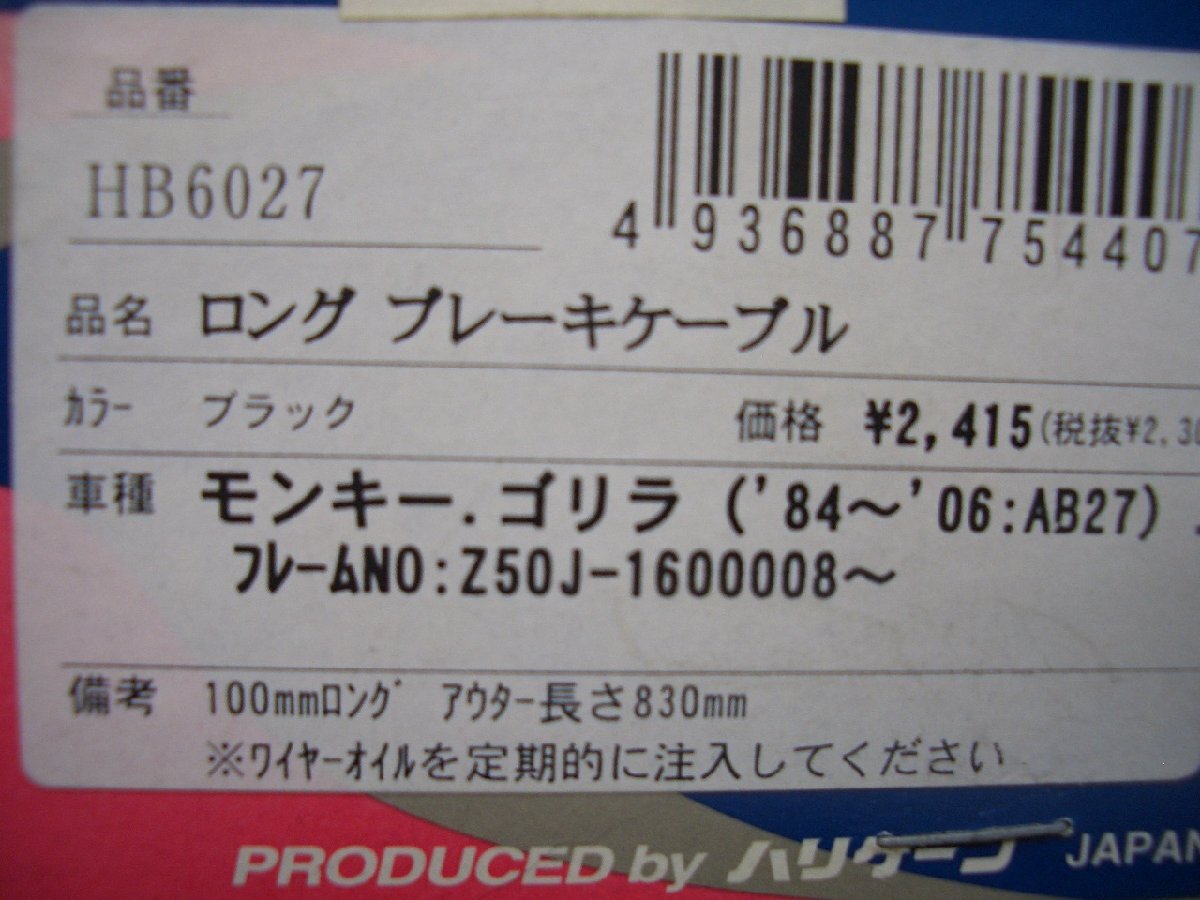 品番
HB6027
4 936887 754407
品名 ロング ブレーキケーブル
カラー ブラック 価格 ¥2,415(税抜¥2,30
車種 モンキー.ゴリラ ('84～'06:AB27)
フレームNO:Z50J-1600008～
備考 100mmロング アウター長さ830mm
※ワイヤーオイルを定期的に注入してください
PRODUCED by ハリケーン JAPAN